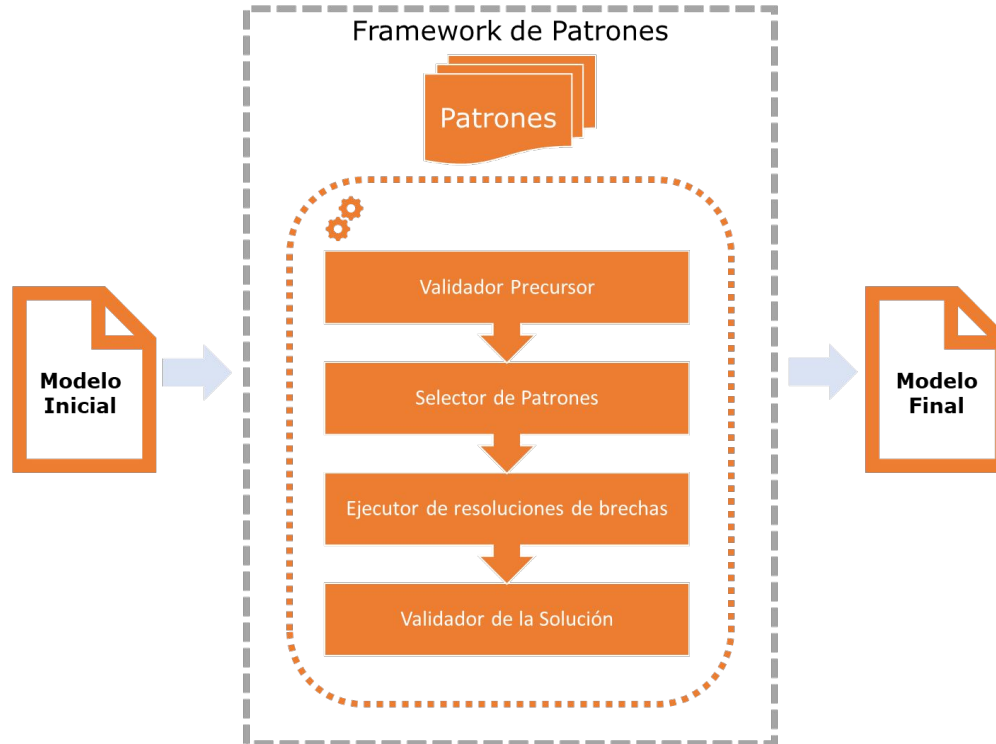 Framework de Patrones
Patrones
Validador Precursor
Selector de Patrones
Ejecutor de resoluciones de brechas
Validador de la Solución
Modelo
Inicial
Modelo
Final